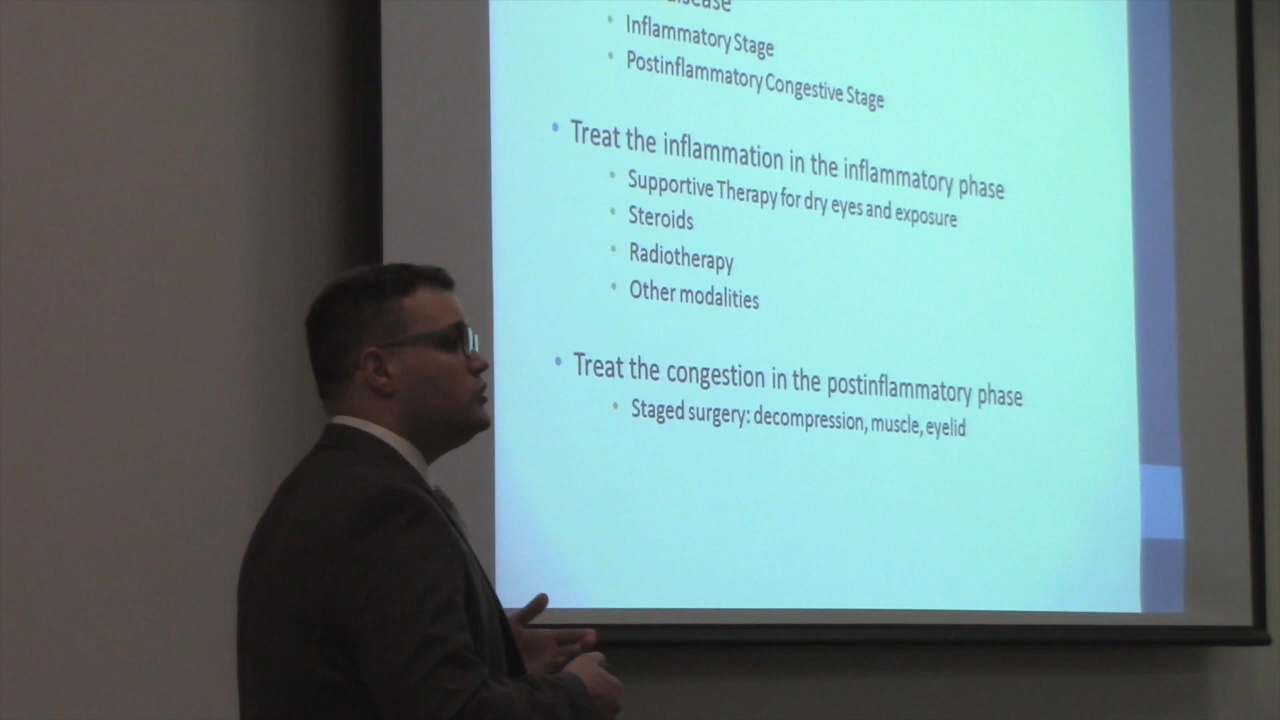 Inflammatory Stage
Postinflammatory Congestive Stage
Treat the inflammation in the inflammatory phase
Supportive Therapy for dry eyes and exposure
Steroids
Radiotherapy
Other modalities
Treat the congestion in the postinflammatory phase
Staged surgery: decompression, muscle, eyelid